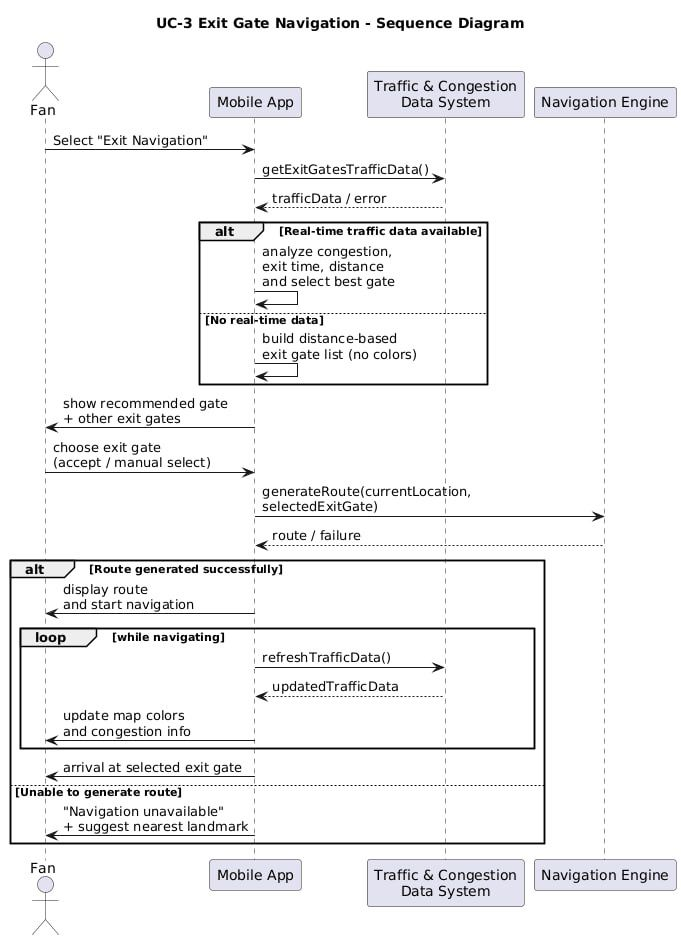 UC-3 Exit Gate Navigation - Sequence Diagram
Fan
Mobile App
Traffic & Congestion
Data System
Navigation Engine
Select "Exit Navigation"
getExitGatesTrafficData()
trafficData / error
alt
[Real-time traffic data available]
analyze congestion,
exit time, distance
and select best gate
[No real-time data]
build distance-based
exit gate list (no colors)
show recommended gate
+ other exit gates
choose exit gate
(accept / manual select)
generateRoute(currentLocation,
selectedExitGate)
route / failure
alt
[Route generated successfully]
display route
and start navigation
loop
[while navigating]
refreshTrafficData()
updatedTrafficData
update map colors
and congestion info
arrival at selected exit gate
[Unable to generate route]
"Navigation unavailable"
+ suggest nearest landmark
Fan
Mobile App
Traffic & Congestion
Data System
Navigation Engine